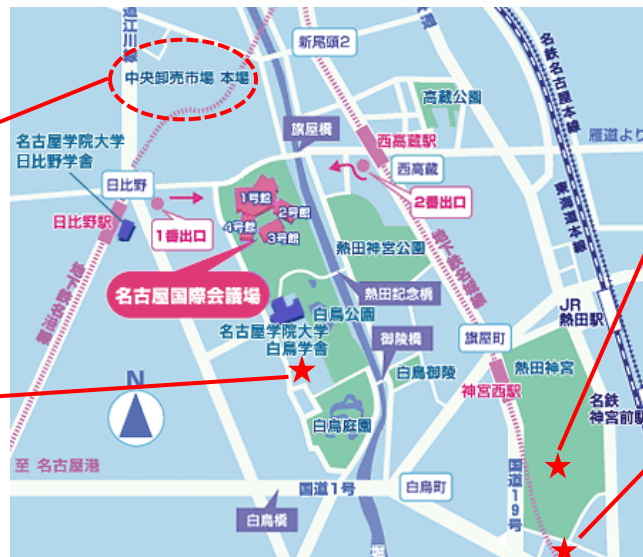 江川線
新尾頭2
中央卸売市場 本場
名鉄名古屋本線
高蔵公園
旗屋橋
西高蔵駅
雁道より
名古屋学院大学
日比野学舎
西高蔵
東海道本線
日比野
1号館
2番出口
2号館
日比野駅
1番出口
4号館
3号館
熱田神宮公園
名古屋国際会議場
熱田記念橋
JR
熱田駅
白鳥公園
名古屋学院大学
白鳥学舎
御陵橋
旗屋町
熱田神宮
白鳥御陵
神宮西駅
N
名鉄
神宮前駅
白鳥庭園
至 名古屋港
国道1号
白鳥町
国道19号
白鳥橋